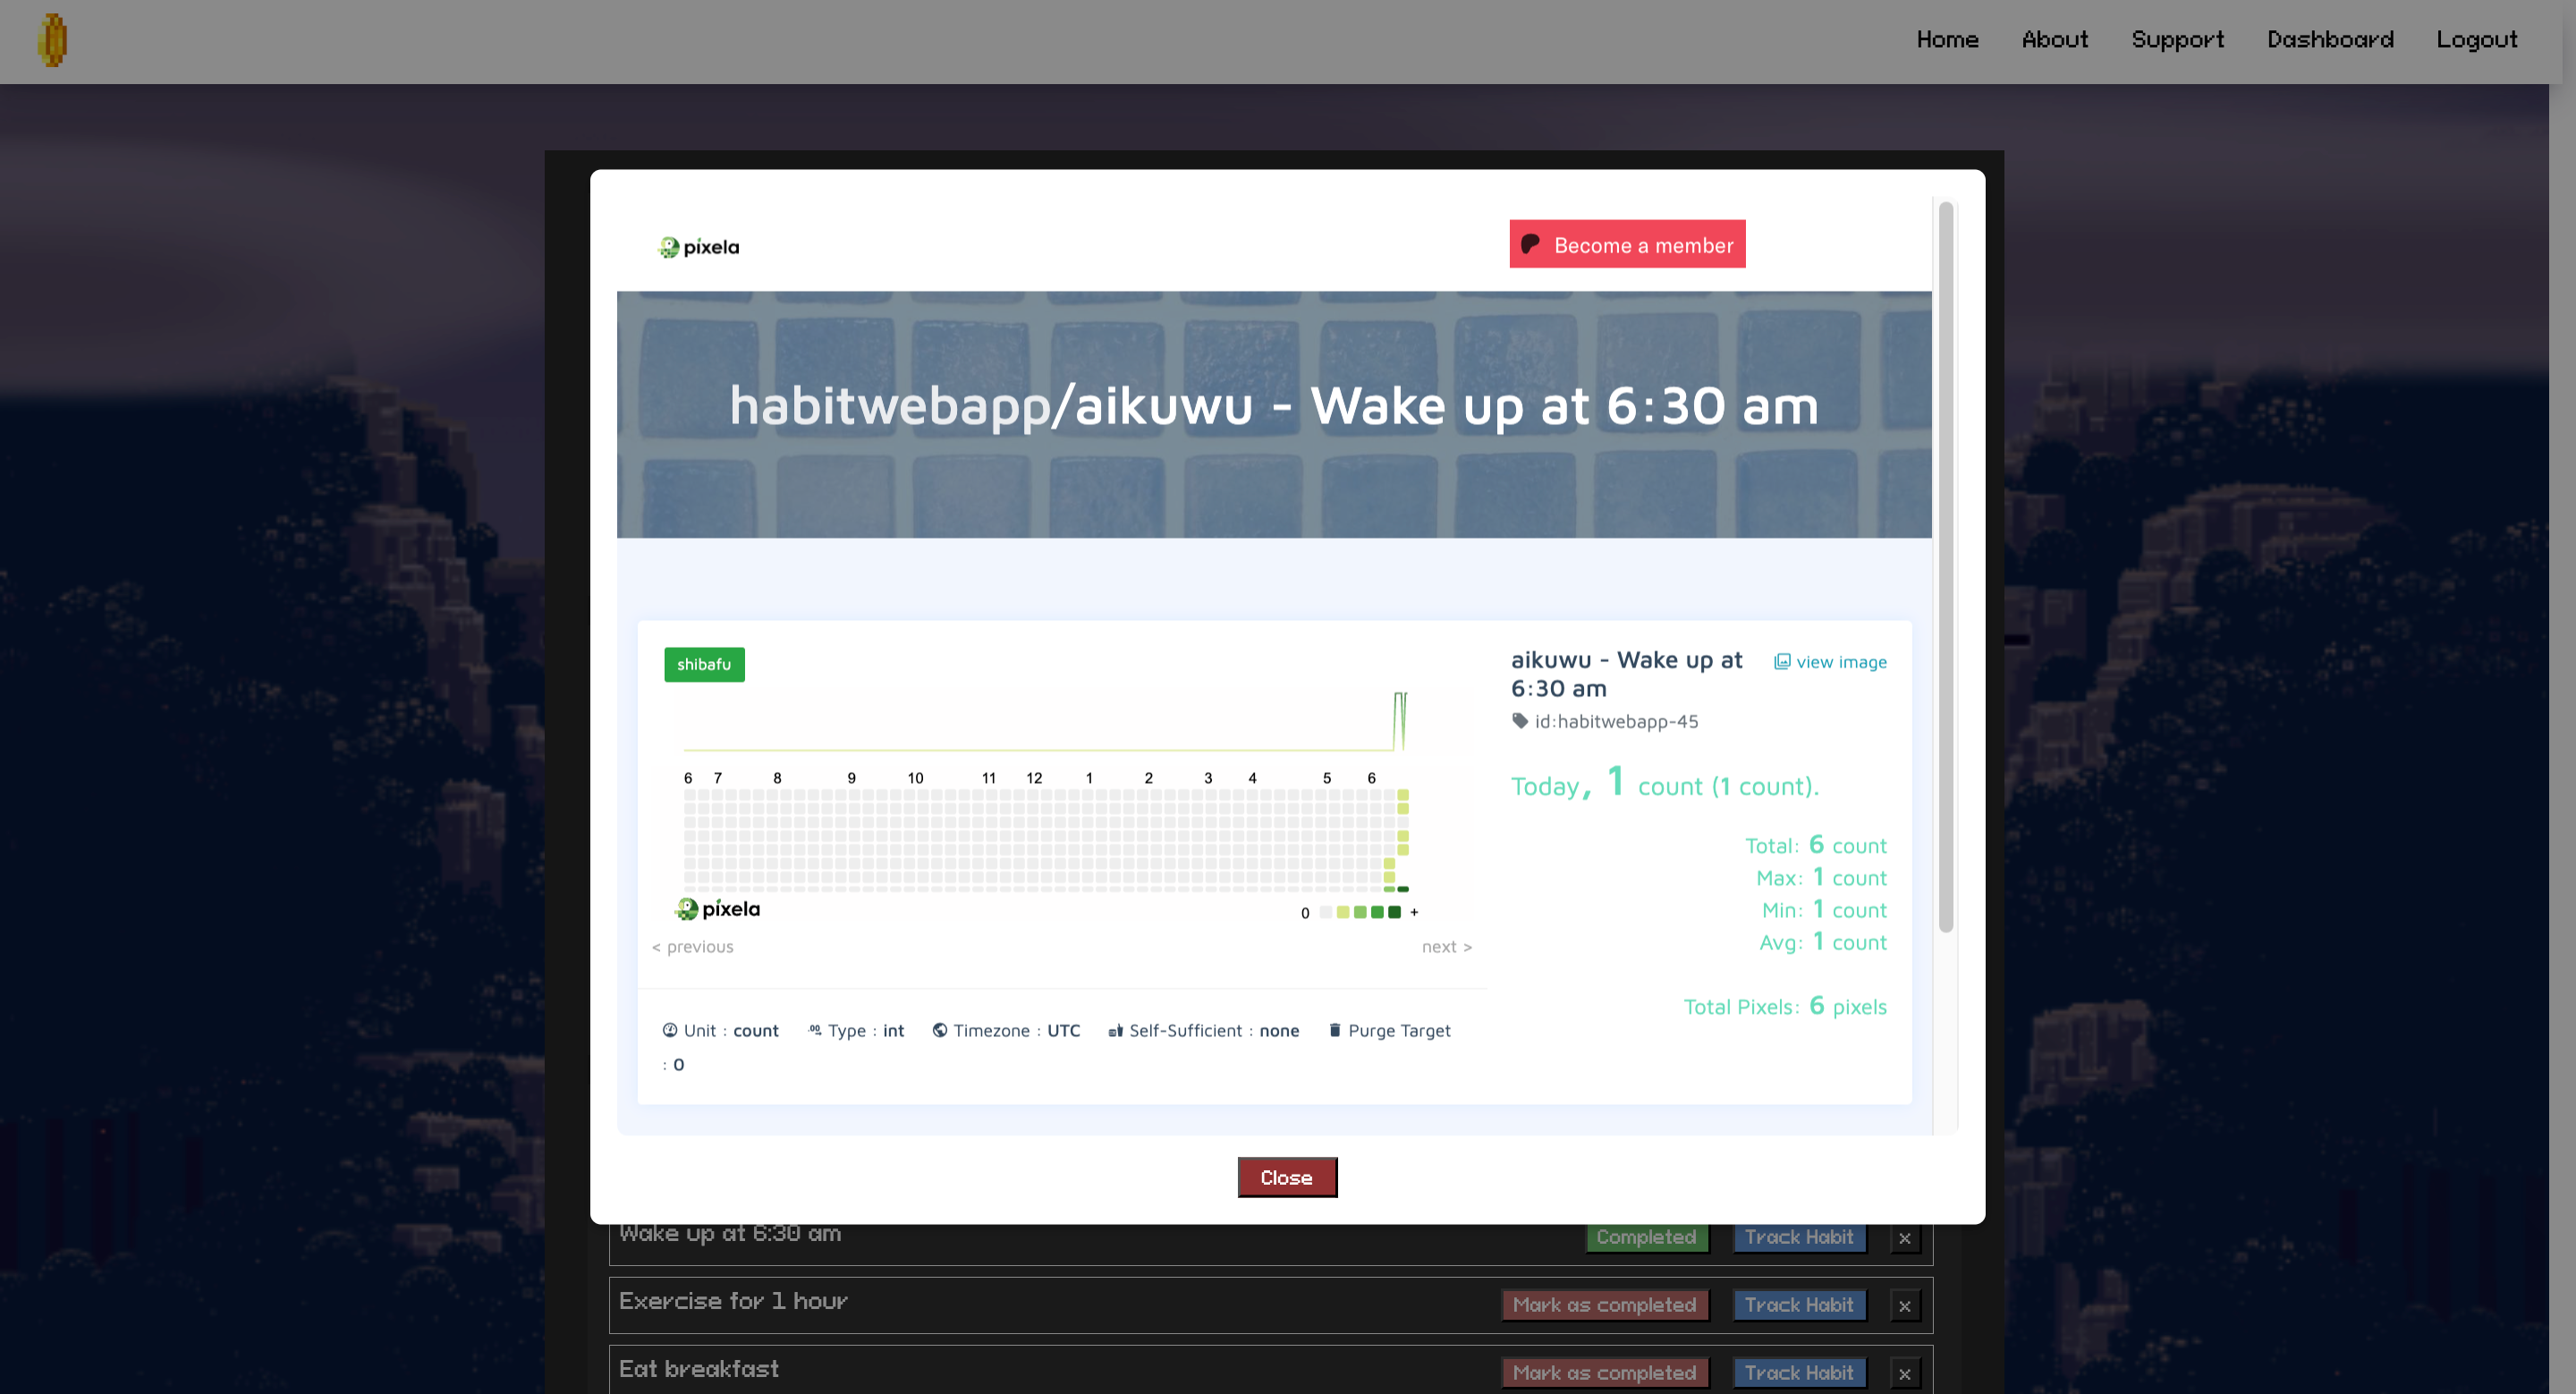 Home About Support Dashboard Logout
pixela
Become a member
habitwebapp/aikuwu - Wake up at 6:30 am
shibafu
6 7 8 9 10 11 12 1 2 3 4 5 6
pixela
0 +
< previous next >
Unit : count Type : int Timezone : UTC Self-Sufficient : none Purge Target
: 0
aikuwu - Wake up at
6:30 am
view image
id:habitwebapp-45
Today, 1 count (1 count).
Total: 6 count
Max: 1 count
Min: 1 count
Avg: 1 count
Total Pixels: 6 pixels
Close
Wake up at 6:30 am Completed Track Habit x
Exercise for 1 hour Mark as completed Track Habit x
Eat breakfast Mark as completed Track Habit x